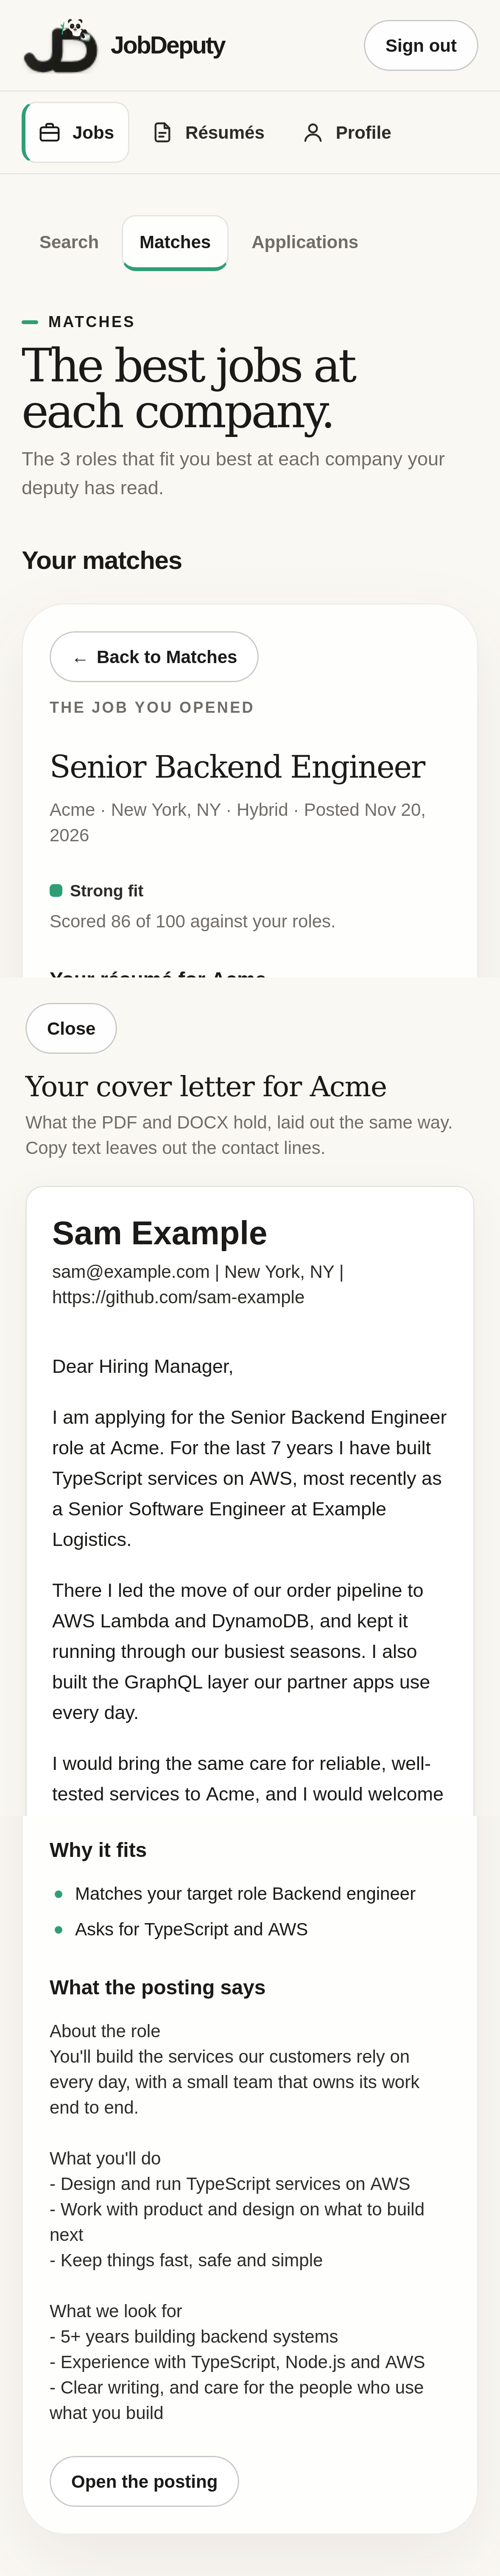 JobDeputy
Sign out
Jobs
Résumés
Profile
Search
Matches
Applications
MATCHES
The best jobs at
each company.
The 3 roles that fit you best at each company your
deputy has read.
Your matches
← Back to Matches
THE JOB YOU OPENED
Senior Backend Engineer
Acme · New York, NY · Hybrid · Posted Nov 20,
2026
Strong fit
Scored 86 of 100 against your roles.
Your résumé for Acme
Close
Your cover letter for Acme
What the PDF and DOCX hold, laid out the same way.
Copy text leaves out the contact lines.
Sam Example
sam@example.com | New York, NY |
https://github.com/sam-example
Dear Hiring Manager,
I am applying for the Senior Backend Engineer
role at Acme. For the last 7 years I have built
TypeScript services on AWS, most recently as
a Senior Software Engineer at Example
Logistics.
There I led the move of our order pipeline to
AWS Lambda and DynamoDB, and kept it
running through our busiest seasons. I also
built the GraphQL layer our partner apps use
every day.
I would bring the same care for reliable, well-
tested services to Acme, and I would welcome
Why it fits
Matches your target role Backend engineer
Asks for TypeScript and AWS
What the posting says
About the role
You'll build the services our customers rely on
every day, with a small team that owns its work
end to end.
What you'll do
- Design and run TypeScript services on AWS
- Work with product and design on what to build
next
- Keep things fast, safe and simple
What we look for
- 5+ years building backend systems
- Experience with TypeScript, Node.js and AWS
- Clear writing, and care for the people who use
what you build
Open the posting